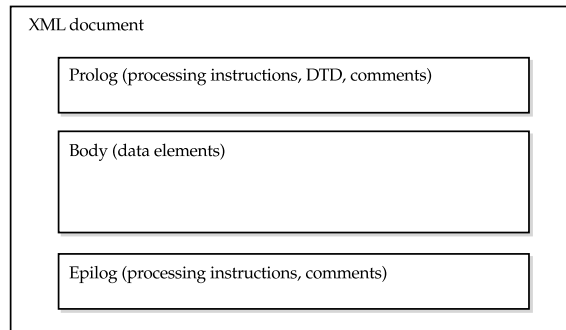 XML document
Prolog (processing instructions, DTD, comments)
Body (data elements)
Epilog (processing instructions, comments)